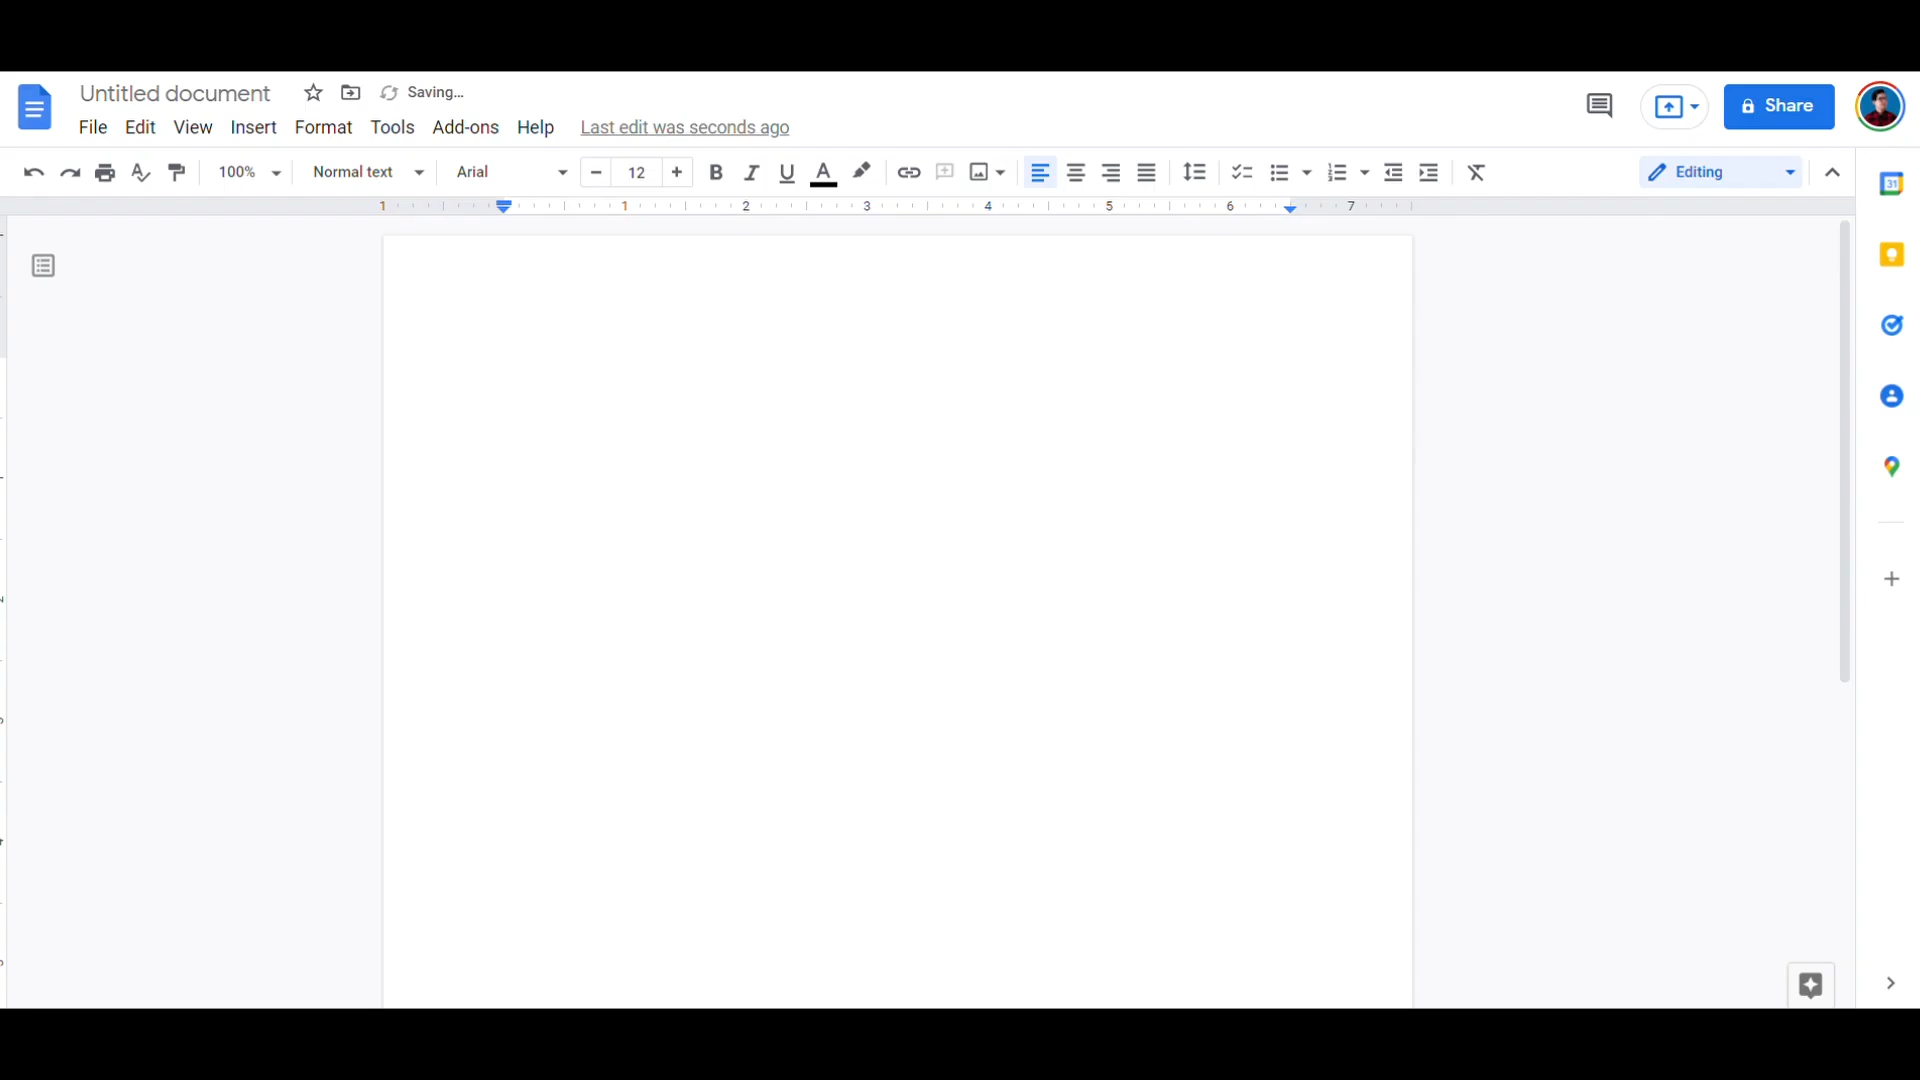 Untitled document Saving...
File Edit View Insert Format Tools Add-ons Help Last edit was seconds ago
Share
100% Normal text Arial − 12 + B I U A Editing
1 1 2 3 4 5 6 7
31